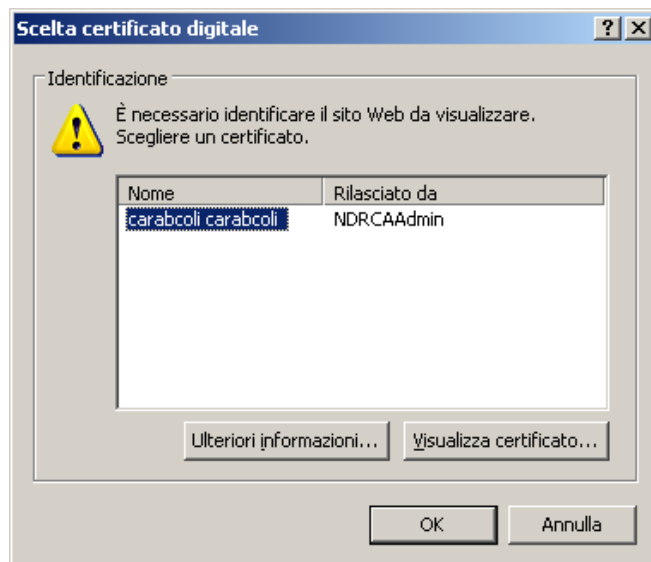 Scelta certificato digitale
Identificazione
È necessario identificare il sito Web da visualizzare.
Scegliere un certificato.
Nome Rilasciato da
carabcoli carabcoli NDRCAAdmin
Ulteriori informazioni... Visualizza certificato...
OK Annulla